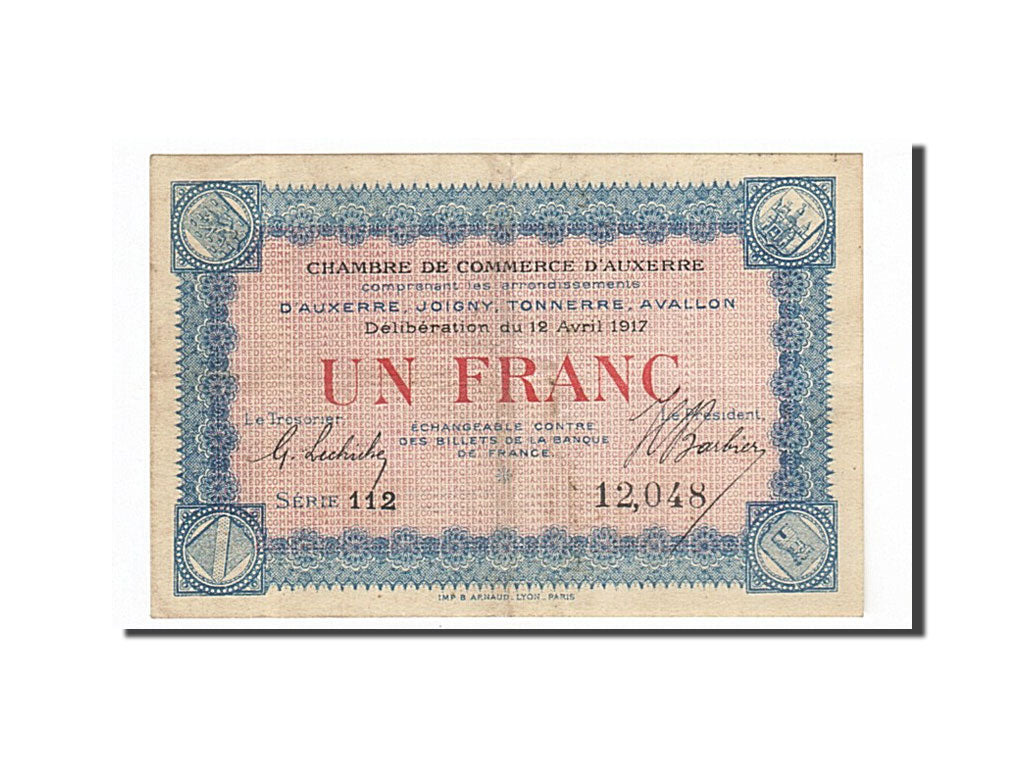 CHAMBRE DE COMMERCE D'AUXERRE
comprenant les arrondissements
D'AUXERRE, JOIGNY, TONNERRE, AVALLON
Délibération du 12 Avril 1917
UN FRANC
Le Trésorier
Le Président,
ÉCHANGEABLE CONTRE
DES BILLETS DE LA BANQUE
DE FRANCE.
Barbier
SÉRIE 112
12,048
IMP. B. ARNAUD. LYON_PARIS